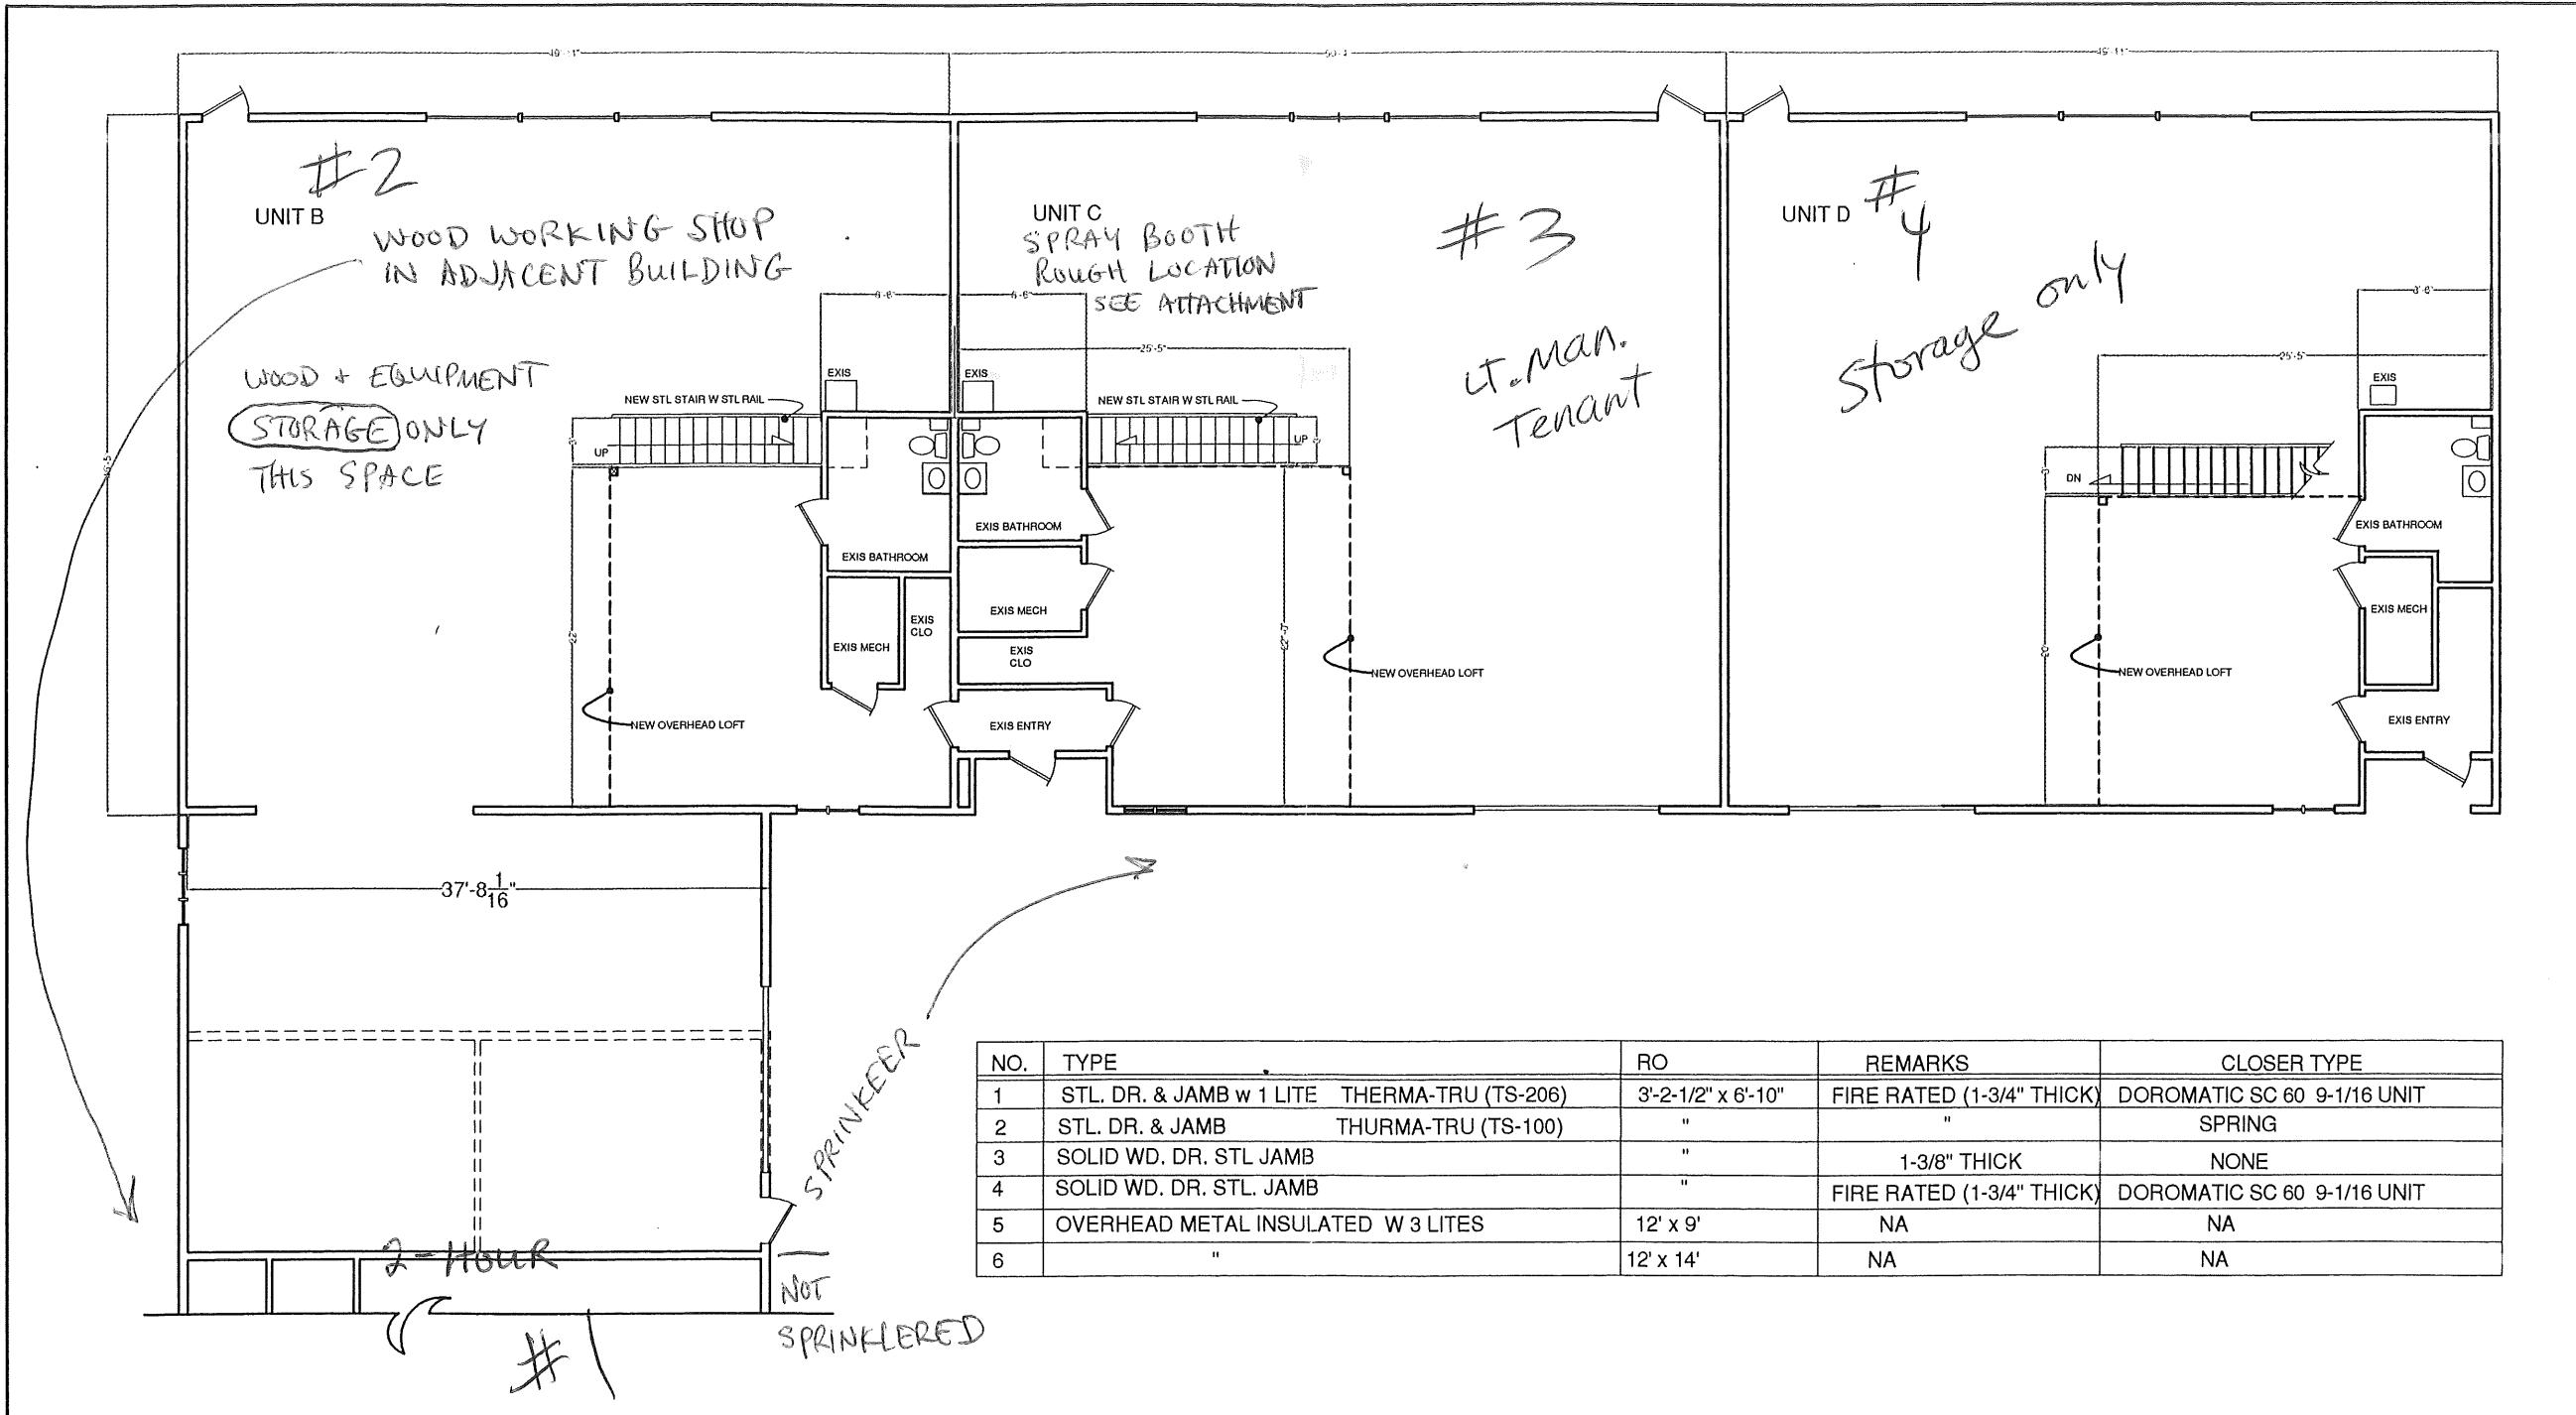 49'-11"
49'-11"
#2
UNIT B
WOOD WORKING SHOP
IN ADJACENT BUILDING
WOOD + EQUIPMENT
STORAGE ONLY
THIS SPACE
UNIT C
SPRAY BOOTH
ROUGH LOCATION
SEE ATTACHMENT
#3
LT. MAN.
Tenant
UNIT D
#4
Storage only
25'-5"
25'-5"
EXIS
EXIS
EXIS
NEW STL STAIR W STL RAIL
NEW STL STAIR W STL RAIL
UP
UP
DN
EXIS BATHROOM
EXIS BATHROOM
EXIS BATHROOM
EXIS MECH
EXIS
CLO
EXIS MECH
EXIS
CLO
EXIS MECH
NEW OVERHEAD LOFT
NEW OVERHEAD LOFT
NEW OVERHEAD LOFT
EXIS ENTRY
EXIS ENTRY
37'-8 1/16"
SPRINKEER
2-HOUR
NOT
SPRINKLERED
#1
NO. TYPE RO REMARKS CLOSER TYPE
1 STL. DR. & JAMB w 1 LITE THERMA-TRU (TS-206) 3'-2-1/2" x 6'-10" FIRE RATED (1-3/4" THICK) DOROMATIC SC 60 9-1/16 UNIT
2 STL. DR. & JAMB THURMA-TRU (TS-100) " " SPRING
3 SOLID WD. DR. STL JAMB " 1-3/8" THICK NONE
4 SOLID WD. DR. STL. JAMB " FIRE RATED (1-3/4" THICK) DOROMATIC SC 60 9-1/16 UNIT
5 OVERHEAD METAL INSULATED W 3 LITES 12' x 9' NA NA
6 " 12' x 14' NA NA